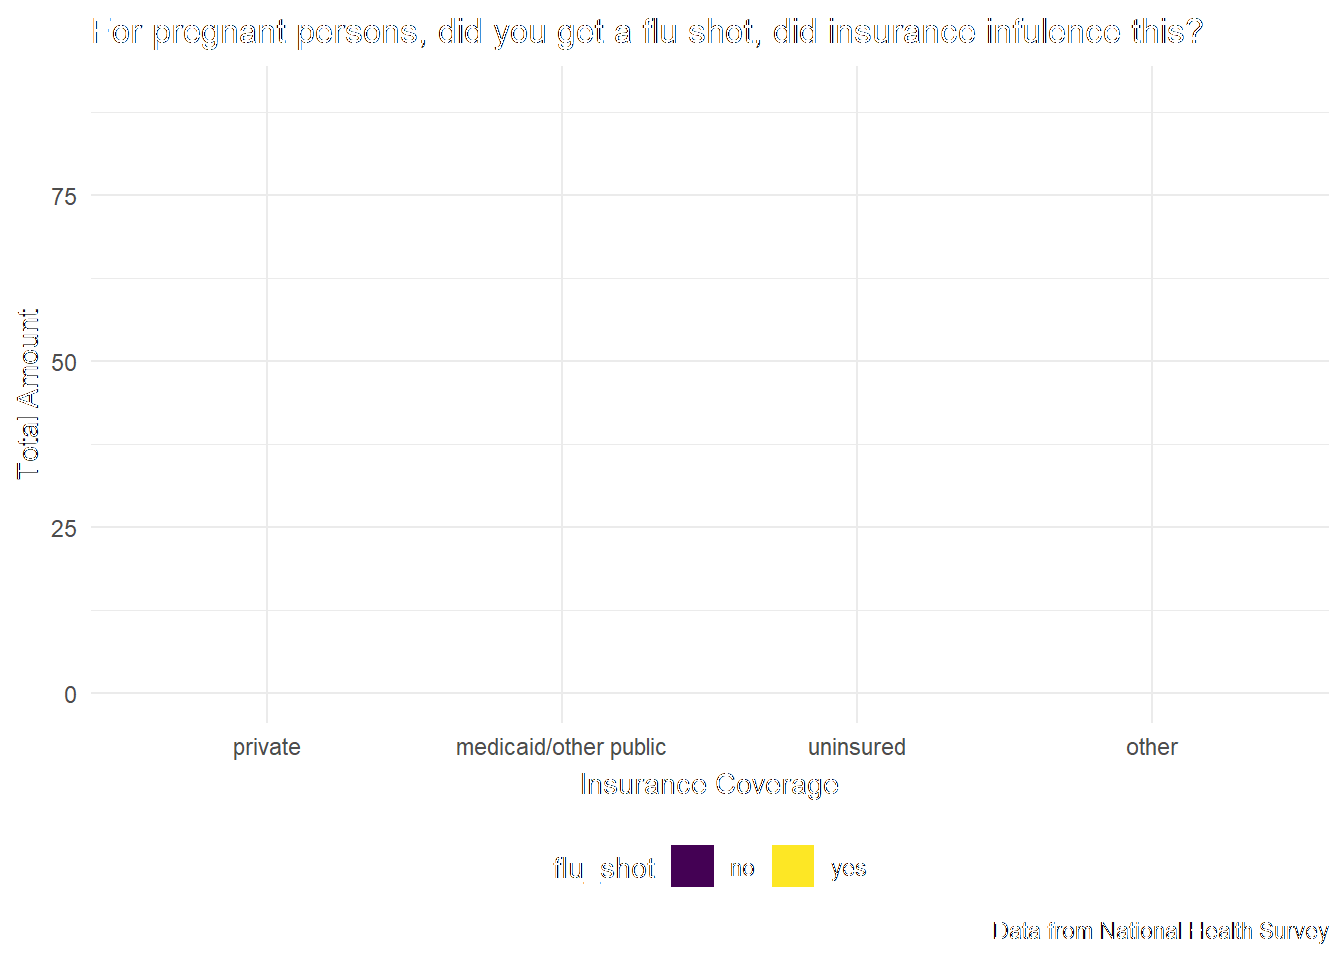 For pregnant persons, did you get a flu shot, did insurance infulence this?
75
50
25
0
Total Amount
private
medicaid/other public
uninsured
other
Insurance Coverage
flu_shot
no
yes
Data from National Health Survey